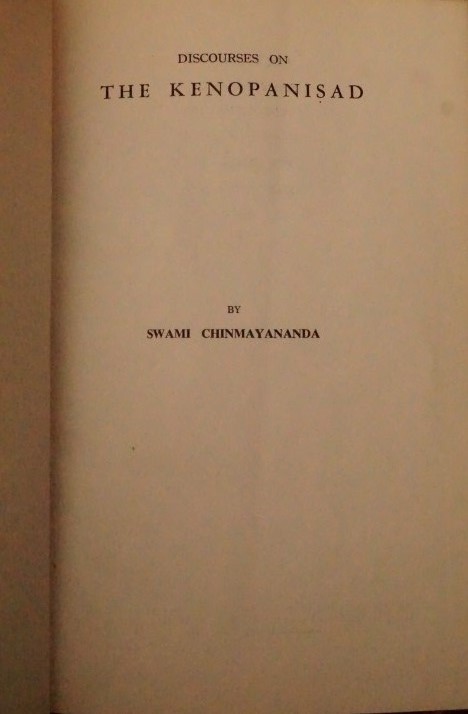 DISCOURSES ON
THE KENOPANIṢAD
BY
SWAMI CHINMAYANANDA